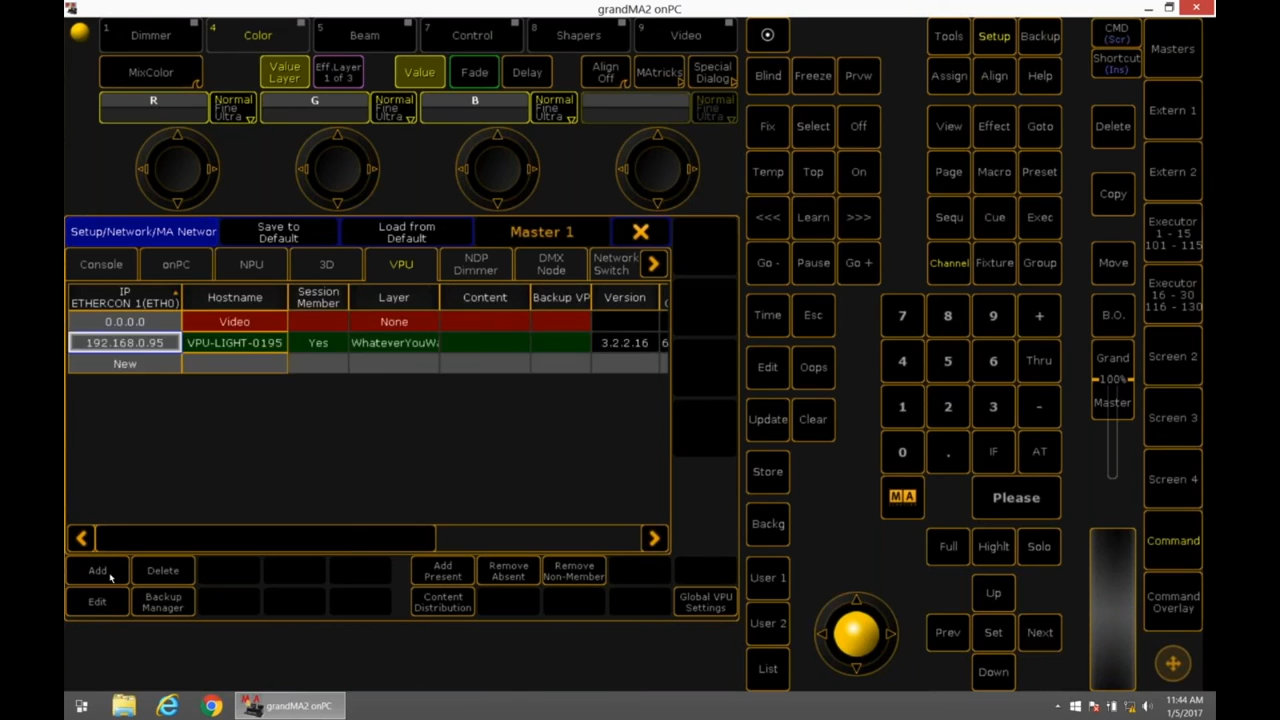 grandMA2 onPC
1 Dimmer
4 Color
5 Beam
7 Control
8 Shapers
9 Video
MixColor
Value Layer
Eff.Layer 1 of 3
Value
Fade
Delay
Align Off
MAtricks
Special Dialog
R
Normal Fine Ultra
G
Normal Fine Ultra
B
Normal Fine Ultra
Normal Fine Ultra
Setup/Network/MA Networ
Save to Default
Load from Default
Master 1
Console
onPC
NPU
3D
VPU
NDP Dimmer
DMX Node
Network Switch
IP ETHERCON 1(ETH0)
Hostname
Session Member
Layer
Content
Backup VP
Version
0.0.0.0 Video None
192.168.0.95 VPU-LIGHT-0195 Yes WhateverYouWa 3.2.2.16 6
New
Add
Delete
Add Present
Remove Absent
Remove Non-Member
Edit
Backup Manager
Content Distribution
Global VPU Settings
Tools Setup Backup
Blind Freeze Prvw
Assign Align Help
Fix Select Off
View Effect Goto
Temp Top On
Page Macro Preset
<<< Learn >>>
Sequ Cue Exec
Go - Pause Go +
Channel Fixture Group
Time Esc
7 8 9 +
Edit Oops
4 5 6 Thru
Update Clear
1 2 3 -
Store
0 . IF AT
MA Please
Backg
Full Highlt Solo
User 1
Up
User 2
Prev Set Next
List
Down
CMD
(Scr)
Shortcut
(Ins)
Delete
Copy
Move
B.O.
Grand
100%
Master
Masters
Extern 1
Extern 2
Executor
1 - 15
101 - 115
Executor
16 - 30
116 - 130
Screen 2
Screen 3
Screen 4
Command
Command
Overlay
grandMA2 onPC
11:44 AM
1/5/2017